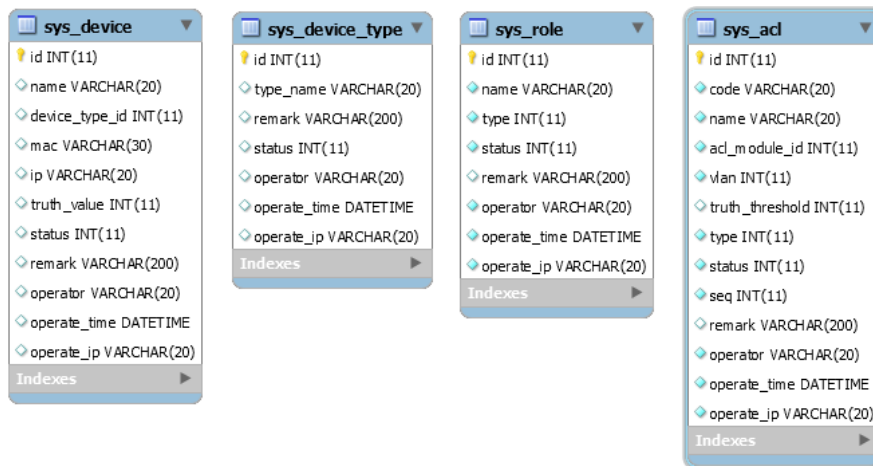 sys_device
id INT(11)
name VARCHAR(20)
device_type_id INT(11)
mac VARCHAR(30)
ip VARCHAR(20)
truth_value INT(11)
status INT(11)
remark VARCHAR(200)
operator VARCHAR(20)
operate_time DATETIME
operate_ip VARCHAR(20)
Indexes
sys_device_type
id INT(11)
type_name VARCHAR(20)
remark VARCHAR(200)
status INT(11)
operator VARCHAR(20)
operate_time DATETIME
operate_ip VARCHAR(20)
Indexes
sys_role
id INT(11)
name VARCHAR(20)
type INT(11)
status INT(11)
remark VARCHAR(200)
operator VARCHAR(20)
operate_time DATETIME
operate_ip VARCHAR(20)
Indexes
sys_acl
id INT(11)
code VARCHAR(20)
name VARCHAR(20)
acl_module_id INT(11)
vlan INT(11)
truth_threshold INT(11)
type INT(11)
status INT(11)
seq INT(11)
remark VARCHAR(200)
operator VARCHAR(20)
operate_time DATETIME
operate_ip VARCHAR(20)
Indexes